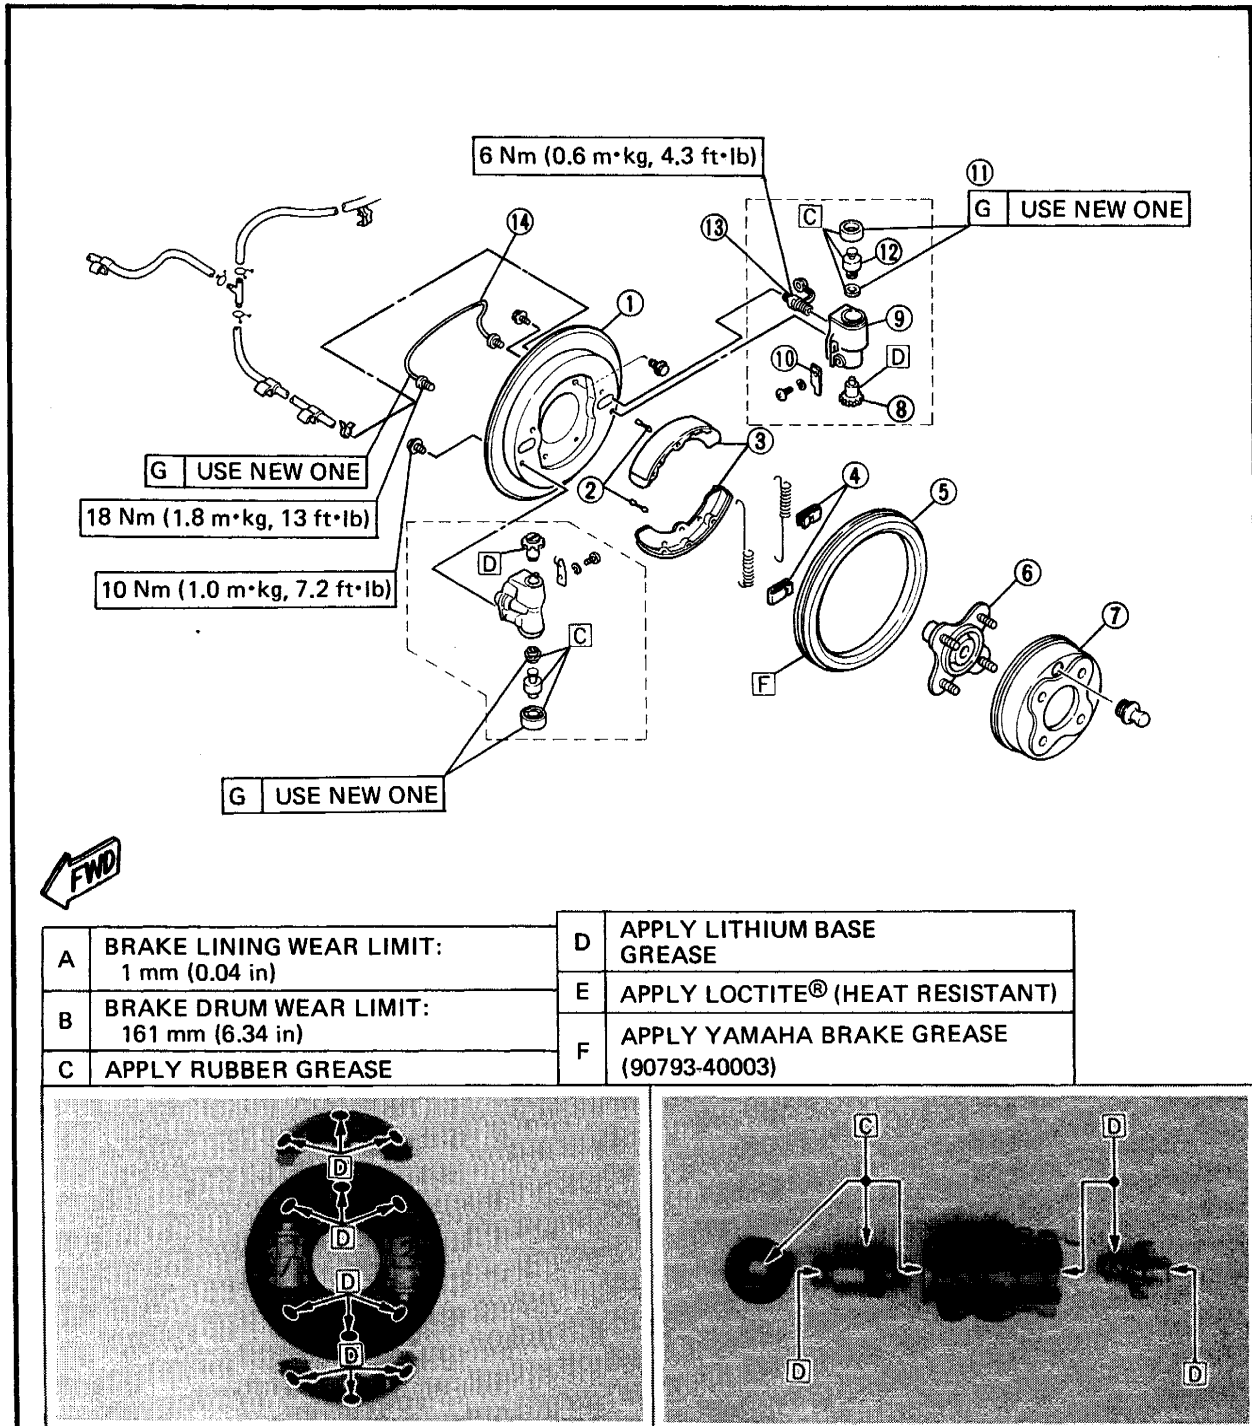 6 Nm (0.6 m•kg, 4.3 ft•lb)
⑪
G USE NEW ONE
C
⑭
⑬
⑫
①
⑨
⑩
D
⑧
③
②
④
⑤
G USE NEW ONE
18 Nm (1.8 m•kg, 13 ft•lb)
10 Nm (1.0 m•kg, 7.2 ft•lb)
D
⑥
⑦
C
F
G USE NEW ONE
FWD
A BRAKE LINING WEAR LIMIT:
1 mm (0.04 in)
B BRAKE DRUM WEAR LIMIT:
161 mm (6.34 in)
C APPLY RUBBER GREASE
D APPLY LITHIUM BASE
GREASE
E APPLY LOCTITE® (HEAT RESISTANT)
F APPLY YAMAHA BRAKE GREASE
(90793-40003)
D
D
D
D
C
D
D
D